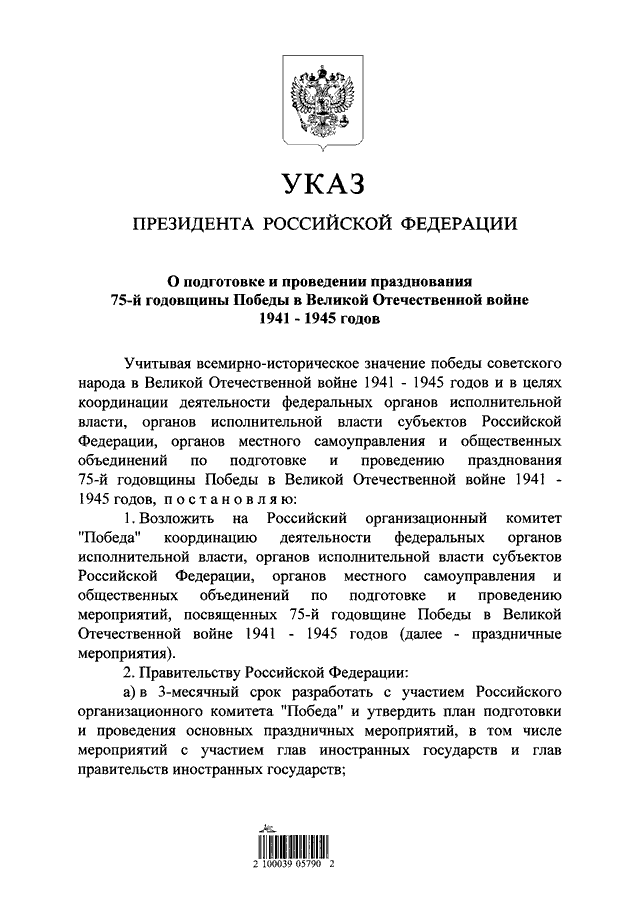 УКАЗ
ПРЕЗИДЕНТА РОССИЙСКОЙ ФЕДЕРАЦИИ
О подготовке и проведении празднования
75-й годовщины Победы в Великой Отечественной войне
1941 - 1945 годов
Учитывая всемирно-историческое значение победы советского
народа в Великой Отечественной войне 1941 - 1945 годов и в целях
координации деятельности федеральных органов исполнительной
власти, органов исполнительной власти субъектов Российской
Федерации, органов местного самоуправления и общественных
объединений по подготовке и проведению празднования
75-й годовщины Победы в Великой Отечественной войне 1941 -
1945 годов, п о с т а н о в л я ю:
1. Возложить на Российский организационный комитет
"Победа" координацию деятельности федеральных органов
исполнительной власти, органов исполнительной власти субъектов
Российской Федерации, органов местного самоуправления и
общественных объединений по подготовке и проведению
мероприятий, посвященных 75-й годовщине Победы в Великой
Отечественной войне 1941 - 1945 годов (далее - праздничные
мероприятия).
2. Правительству Российской Федерации:
а) в 3-месячный срок разработать с участием Российского
организационного комитета "Победа" и утвердить план подготовки
и проведения основных праздничных мероприятий, в том числе
мероприятий с участием глав иностранных государств и глав
правительств иностранных государств;
2 100039 05790 2